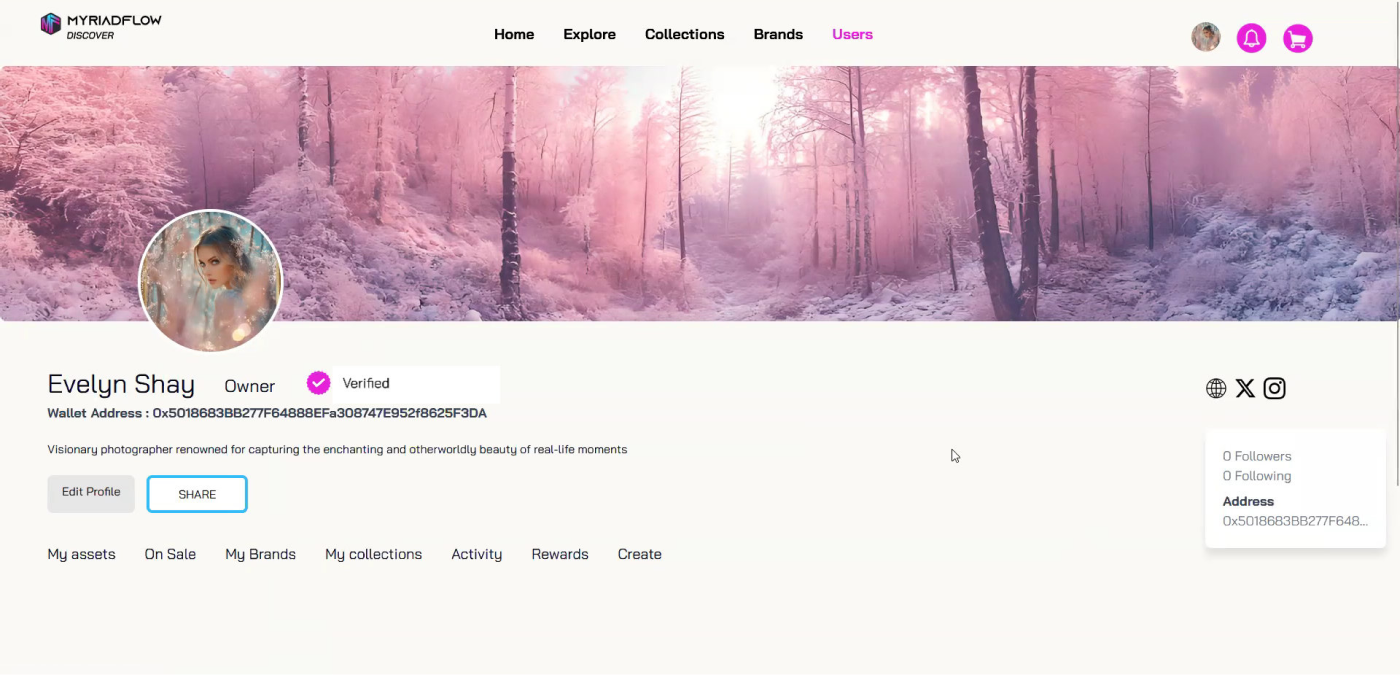 MYRIADFLOW
DISCOVER
Home Explore Collections Brands Users
Evelyn Shay Owner Verified
Wallet Address : 0x5018683BB277F64888EFa308747E952f8625F3DA
Visionary photographer renowned for capturing the enchanting and otherworldly beauty of real-life moments
Edit Profile SHARE
0 Followers
0 Following
Address
0x5018683BB277F648...
My assets On Sale My Brands My collections Activity Rewards Create